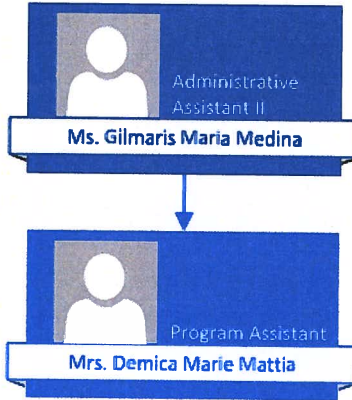 Administrative
Assistant II
Ms. Gilmaris Maria Medina
Program Assistant
Mrs. Demica Marie Mattia